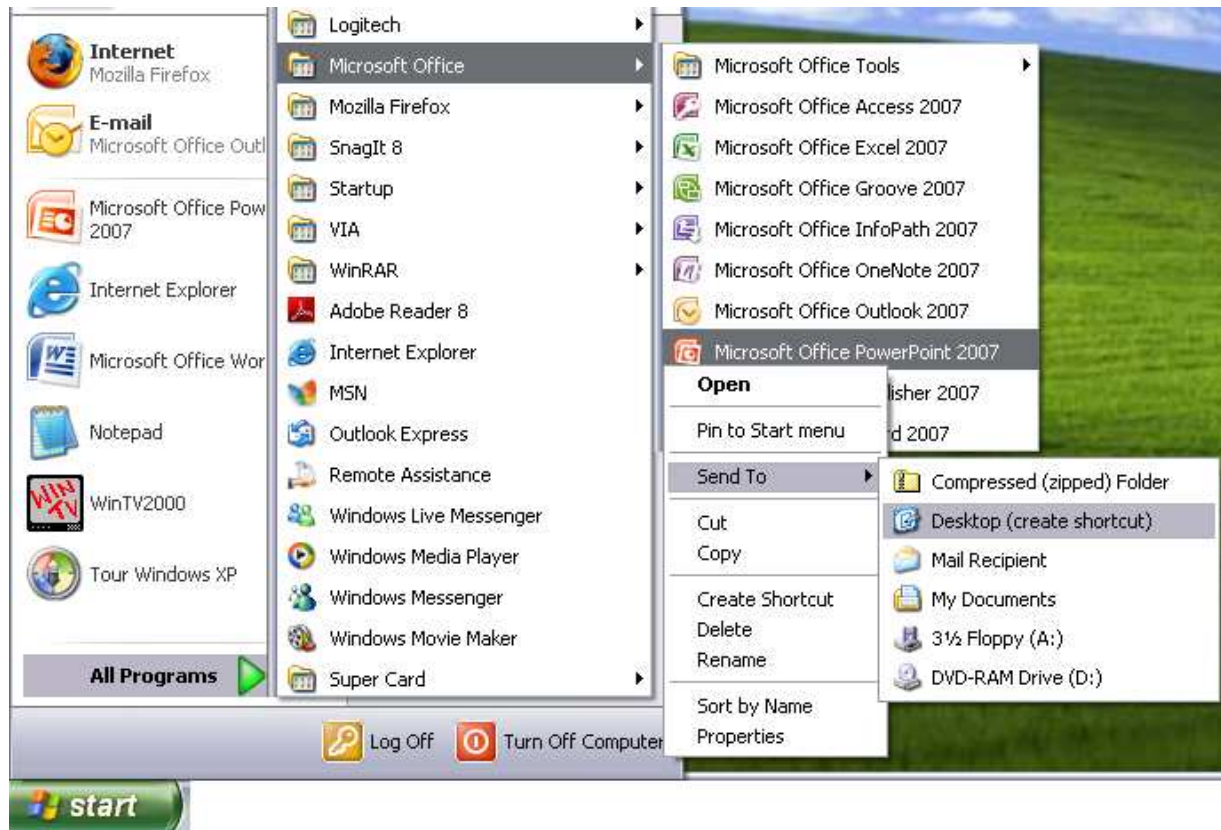 Internet
Mozilla Firefox
E-mail
Microsoft Office Outl
Microsoft Office Pow
2007
Internet Explorer
Microsoft Office Wor
Notepad
WinTV2000
Tour Windows XP
All Programs
Logitech
Microsoft Office
Mozilla Firefox
SnagIt 8
Startup
VIA
WinRAR
Adobe Reader 8
Internet Explorer
MSN
Outlook Express
Remote Assistance
Windows Live Messenger
Windows Media Player
Windows Messenger
Windows Movie Maker
Super Card
Microsoft Office Tools
Microsoft Office Access 2007
Microsoft Office Excel 2007
Microsoft Office Groove 2007
Microsoft Office InfoPath 2007
Microsoft Office OneNote 2007
Microsoft Office Outlook 2007
Microsoft Office PowerPoint 2007
lisher 2007
d 2007
Open
Pin to Start menu
Send To
Cut
Copy
Create Shortcut
Delete
Rename
Sort by Name
Properties
Compressed (zipped) Folder
Desktop (create shortcut)
Mail Recipient
My Documents
3½ Floppy (A:)
DVD-RAM Drive (D:)
Log Off
Turn Off Computer
start